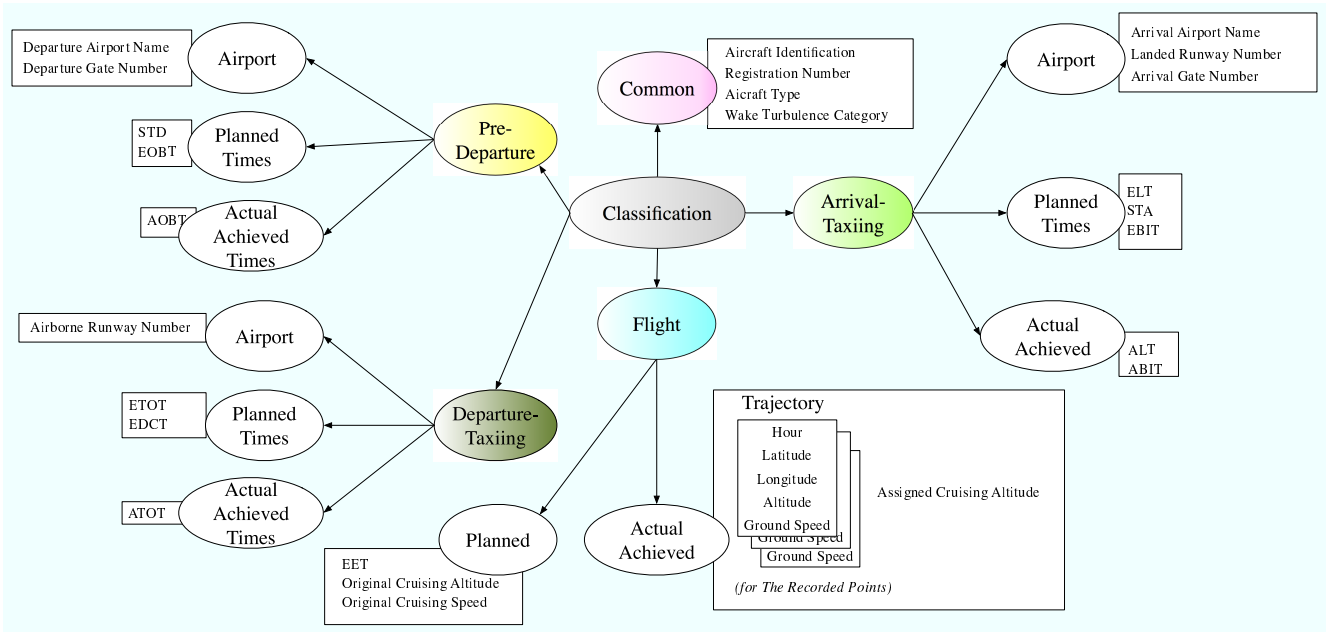 Departure Airport Name
Departure Gate Number
Airport
STD
EOBT
Planned
Times
AOBT
Actual
Achieved
Times
Pre-
Departure
Common
Aircraft Identification
Registration Number
Aicraft Type
Wake Turbulence Category
Classification
Arrival-
Taxiing
Airport
Arrival Airport Name
Landed Runway Number
Arrival Gate Number
Planned
Times
ELT
STA
EBIT
Actual
Achieved
ALT
ABIT
Flight
Airborne Runway Number
Airport
ETOT
EDCT
Planned
Times
ATOT
Actual
Achieved
Times
Departure-
Taxiing
Planned
EET
Original Cruising Altitude
Original Cruising Speed
Actual
Achieved
Trajectory
Hour
Latitude
Longitude
Altitude
Ground Speed
Ground Speed
Ground Speed
Assigned Cruising Altitude
(for The Recorded Points)